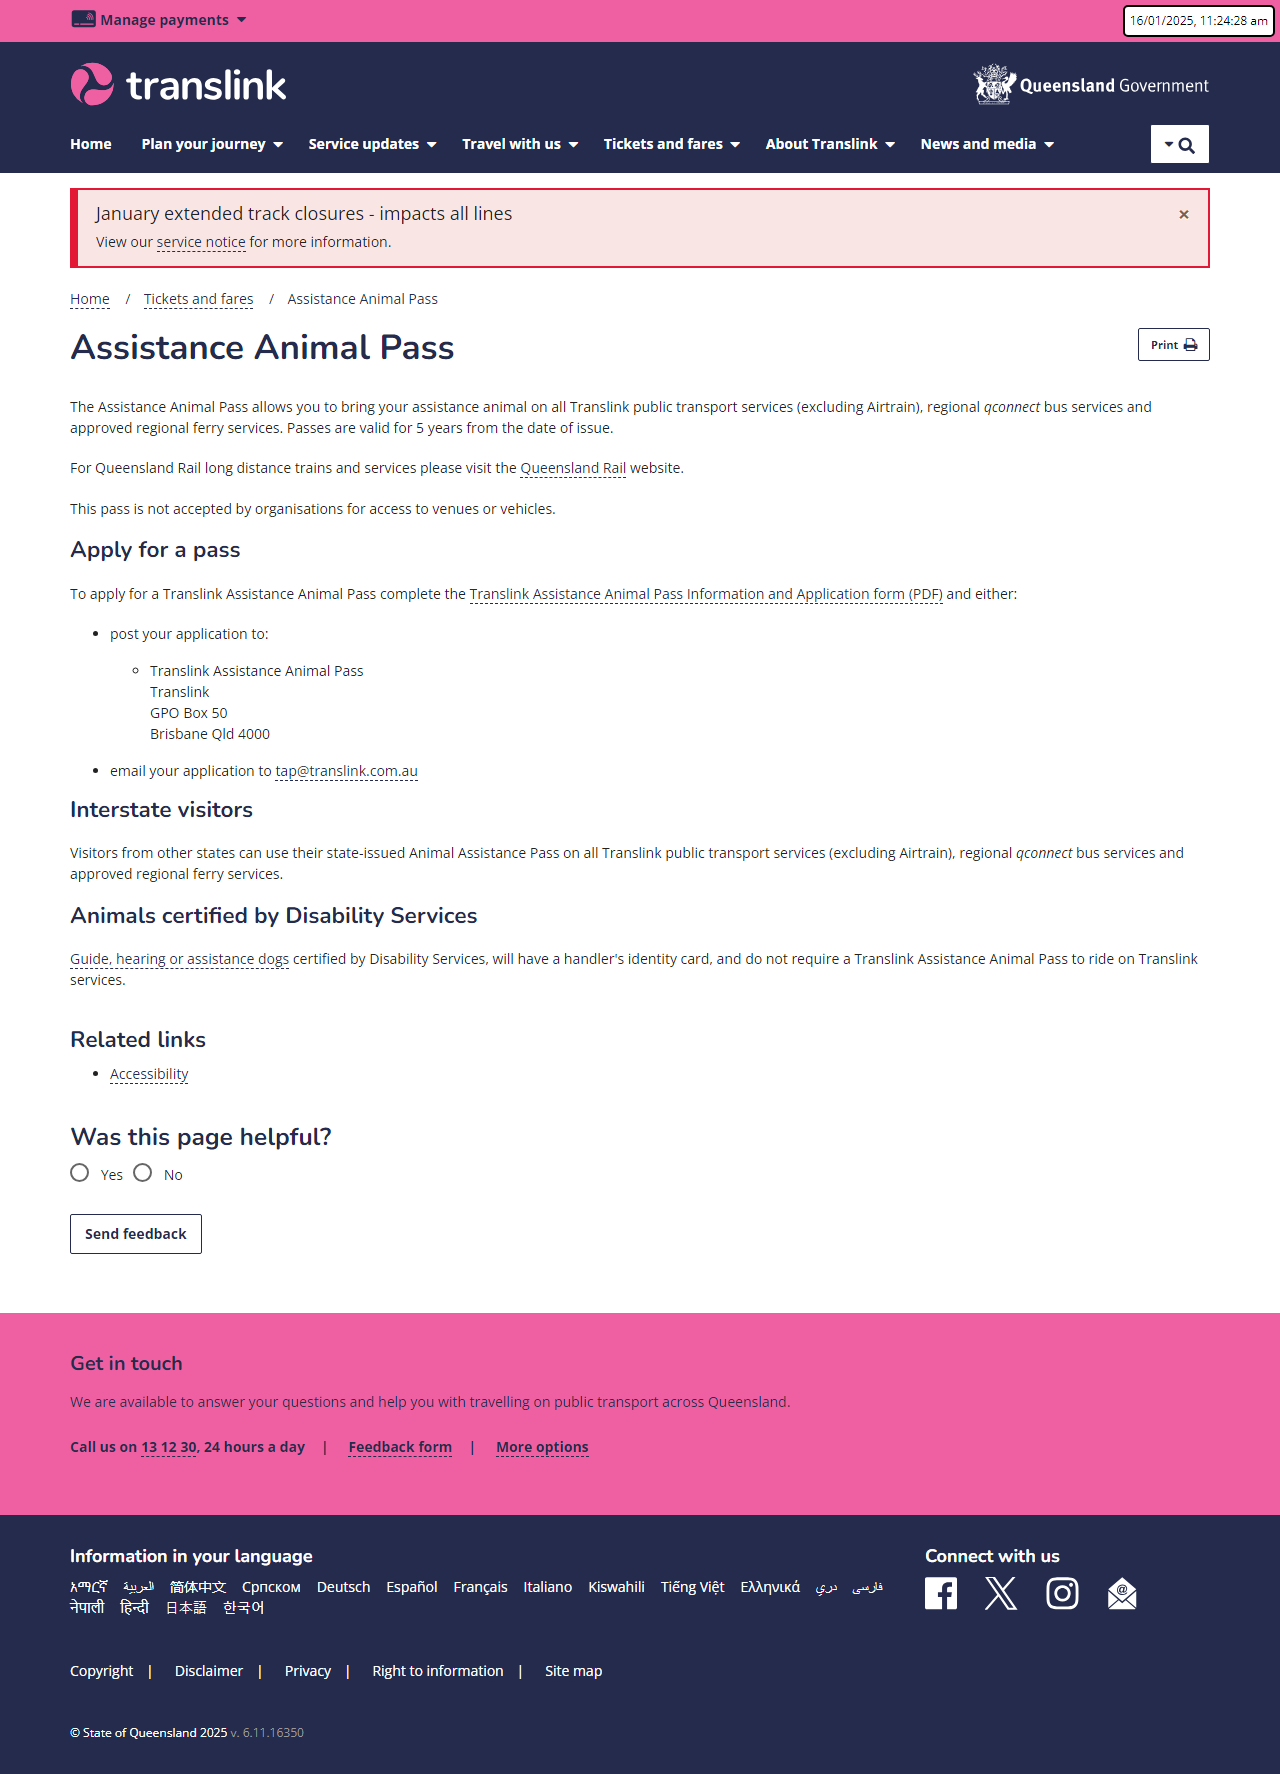 Manage payments
16/01/2025, 11:24:28 am
translink
Queensland Government
Home Plan your journey Service updates Travel with us Tickets and fares About Translink News and media
January extended track closures - impacts all lines ×
View our service notice for more information.
Home / Tickets and fares / Assistance Animal Pass
Assistance Animal Pass
Print
The Assistance Animal Pass allows you to bring your assistance animal on all Translink public transport services (excluding Airtrain), regional qconnect bus services and
approved regional ferry services. Passes are valid for 5 years from the date of issue.
For Queensland Rail long distance trains and services please visit the Queensland Rail website.
This pass is not accepted by organisations for access to venues or vehicles.
Apply for a pass
To apply for a Translink Assistance Animal Pass complete the Translink Assistance Animal Pass Information and Application form (PDF) and either:
• post your application to:
◦ Translink Assistance Animal Pass
Translink
GPO Box 50
Brisbane Qld 4000
• email your application to tap@translink.com.au
Interstate visitors
Visitors from other states can use their state-issued Animal Assistance Pass on all Translink public transport services (excluding Airtrain), regional qconnect bus services and
approved regional ferry services.
Animals certified by Disability Services
Guide, hearing or assistance dogs certified by Disability Services, will have a handler's identity card, and do not require a Translink Assistance Animal Pass to ride on Translink
services.
Related links
• Accessibility
Was this page helpful?
Yes No
Send feedback
Get in touch
We are available to answer your questions and help you with travelling on public transport across Queensland.
Call us on 13 12 30, 24 hours a day | Feedback form | More options
Information in your language
አማርኛ العربية 简体中文 Српском Deutsch Español Français Italiano Kiswahili Tiếng Việt Ελληνικά دري فارسی
नेपाली हिन्दी 日本語 한국어
Connect with us
Copyright | Disclaimer | Privacy | Right to information | Site map
© State of Queensland 2025 v. 6.11.16350